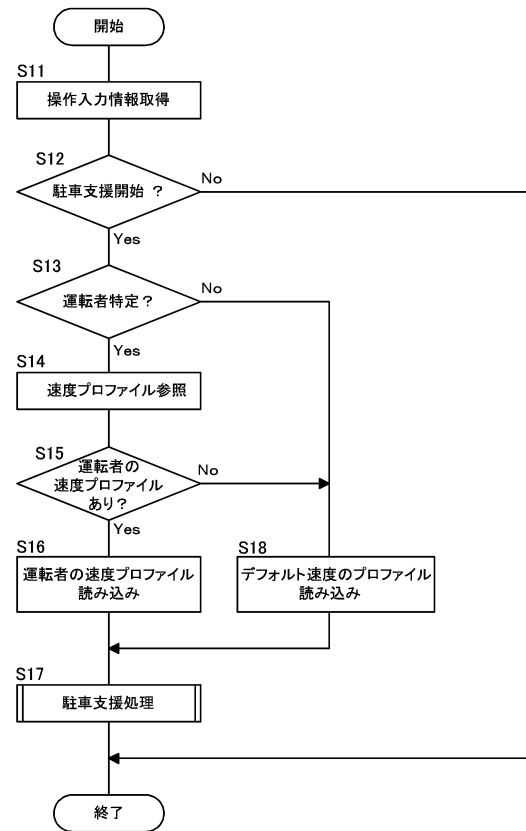 開始
S11
操作入力情報取得
S12
駐車支援開始 ?
No
Yes
S13
運転者特定?
No
Yes
S14
速度プロファイル参照
S15
運転者の
速度プロファイル
あり?
No
Yes
S16
運転者の速度プロファイル
読み込み
S18
デフォルト速度のプロファイル
読み込み
S17
駐車支援処理
終了